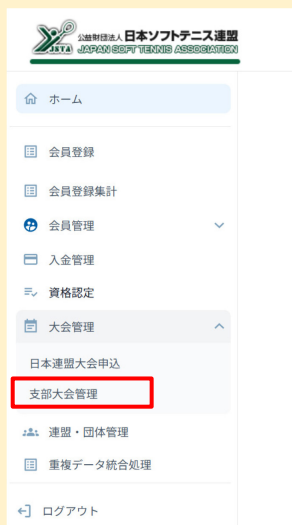 公益財団法人 日本ソフトテニス連盟
JSTA JAPAN SOFT TENNIS ASSOCIATION
ホーム
会員登録
会員登録集計
会員管理
入金管理
資格認定
大会管理
日本連盟大会申込
支部大会管理
連盟・団体管理
重複データ統合処理
ログアウト